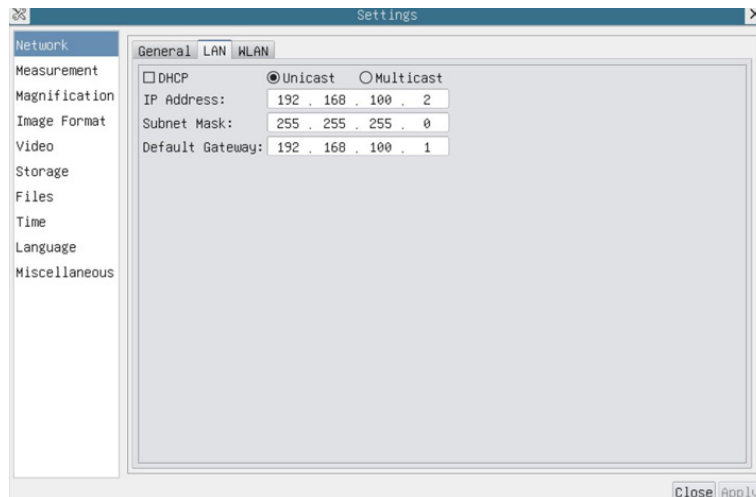 Settings
Network
Measurement
Magnification
Image Format
Video
Storage
Files
Time
Language
Miscellaneous
General LAN WLAN
DHCP Unicast Multicast
IP Address: 192 . 168 . 100 . 2
Subnet Mask: 255 . 255 . 255 . 0
Default Gateway: 192 . 168 . 100 . 1
Close Apply